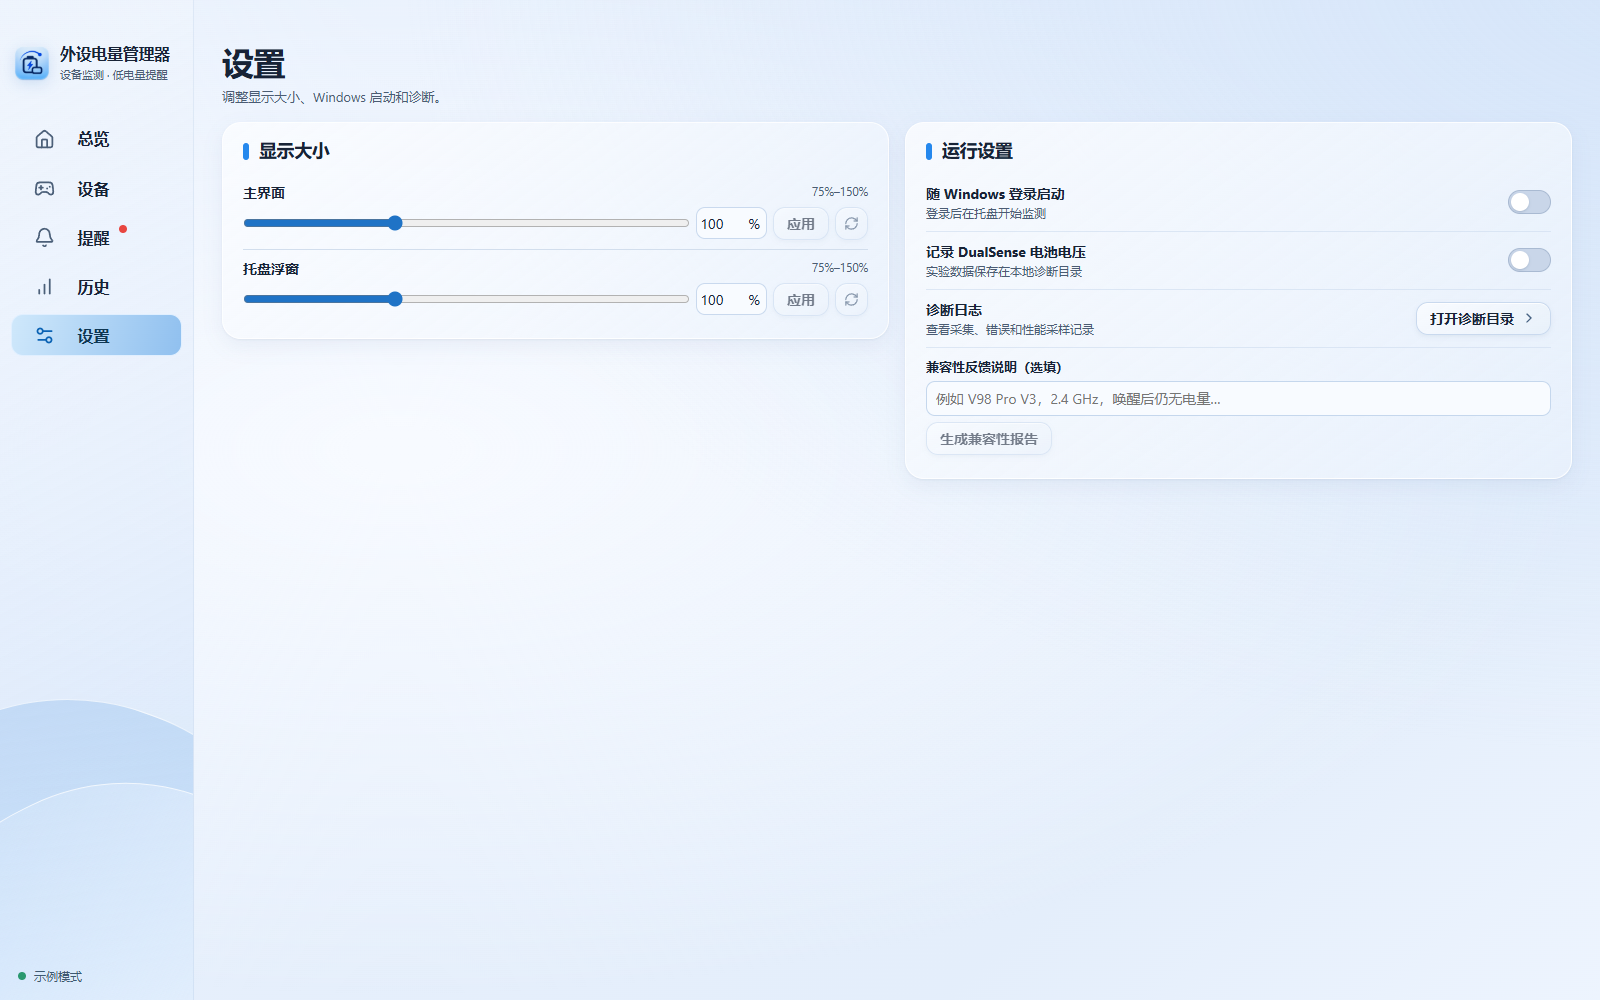 外设电量管理器
设备监测 · 低电量提醒
总览
设备
提醒
历史
设置
示例模式
设置
调整显示大小、Windows 启动和诊断。
显示大小
主界面
75%–150%
100 %
应用
托盘浮窗
75%–150%
100 %
应用
运行设置
随 Windows 登录启动
登录后在托盘开始监测
记录 DualSense 电池电压
实验数据保存在本地诊断目录
诊断日志
查看采集、错误和性能采样记录
打开诊断目录
兼容性反馈说明（选填）
例如 V98 Pro V3，2.4 GHz，唤醒后仍无电量...
生成兼容性报告